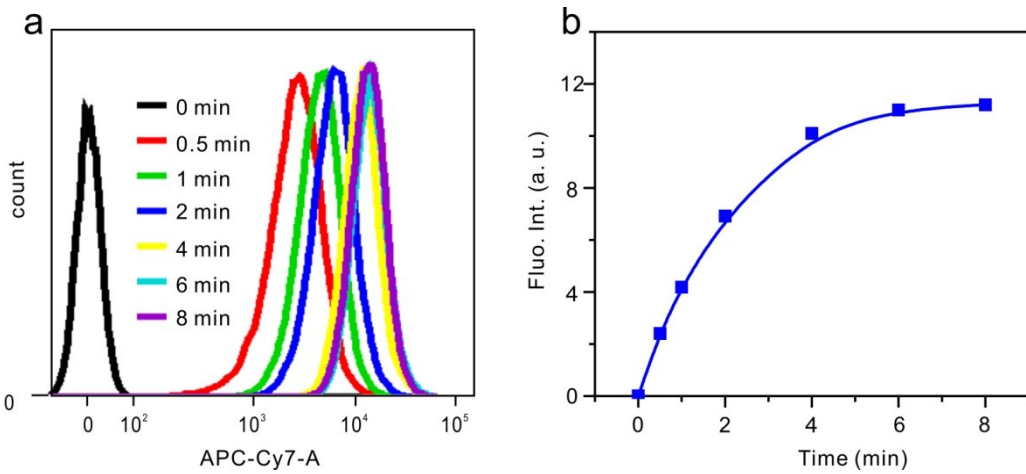 a
count
0 min
0.5 min
1 min
2 min
4 min
6 min
8 min
0
0 10² 10³ 10⁴ 10⁵
APC-Cy7-A
b
Fluo. Int. (a. u.)
12
8
4
0
0 2 4 6 8
Time (min)